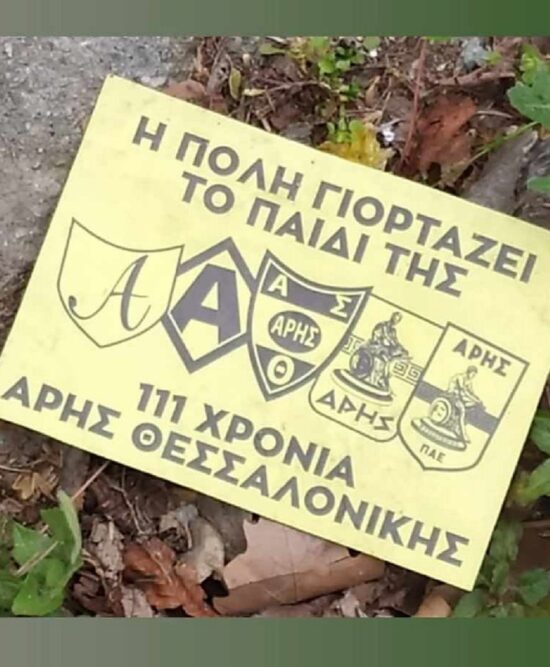 Η ΠΟΛΗ ΓΙΟΡΤΑΖΕΙ
ΤΟ ΠΑΙΔΙ ΤΗΣ
Α
Α
Α Σ
ΑΡΗΣ
Θ
ΑΡΗΣ
ΑΡΗΣ
ΠΑΕ
111 ΧΡΟΝΙΑ
ΑΡΗΣ ΘΕΣΣΑΛΟΝΙΚΗΣ